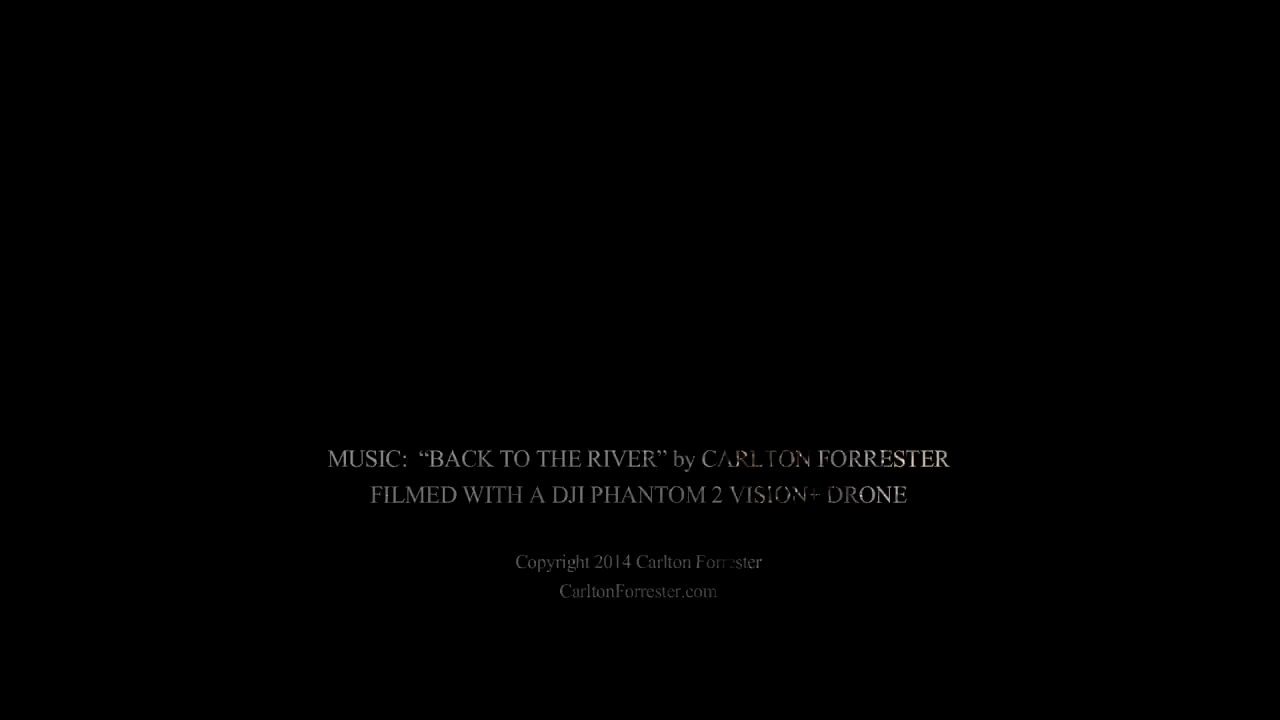 MUSIC:  “BACK TO THE RIVER” by CARLTON FORRESTER
FILMED WITH A DJI PHANTOM 2 VISION+ DRONE
Copyright 2014 Carlton Forrester
CarltonForrester.com